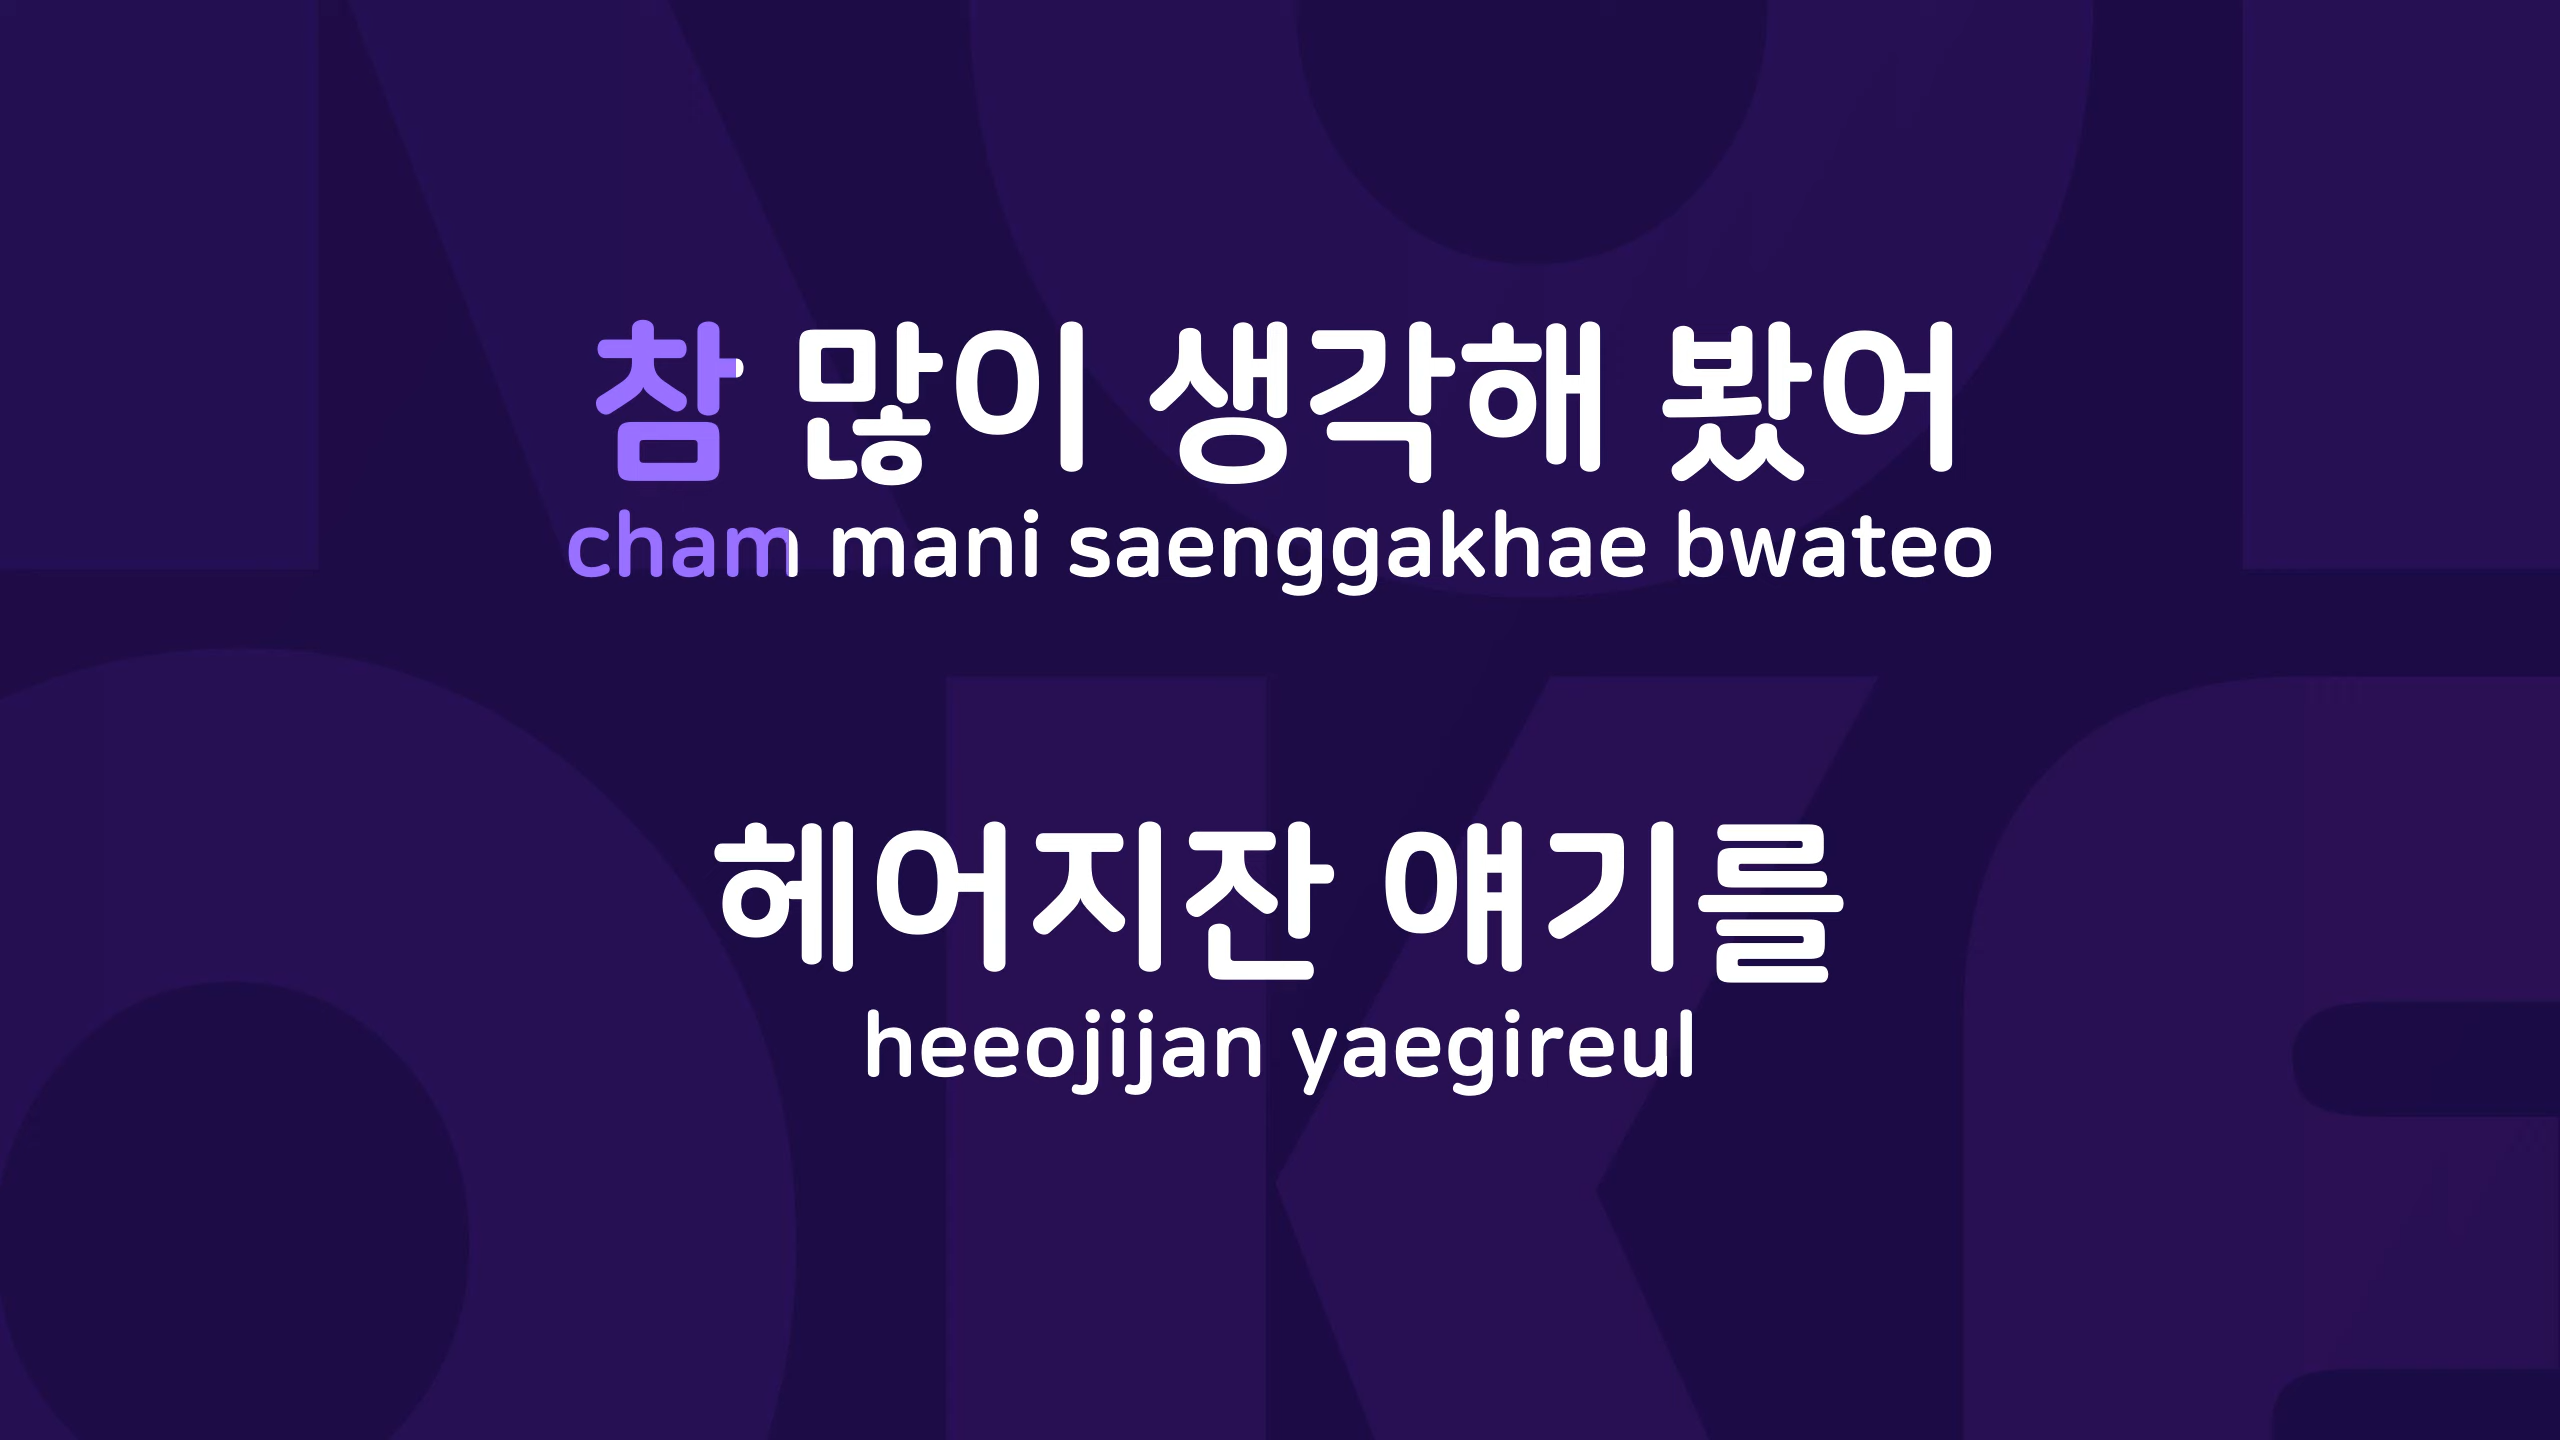 참 많이 생각해 봤어
cham mani saenggakhae bwateo
헤어지잔 얘기를
heeojijan yaegireul